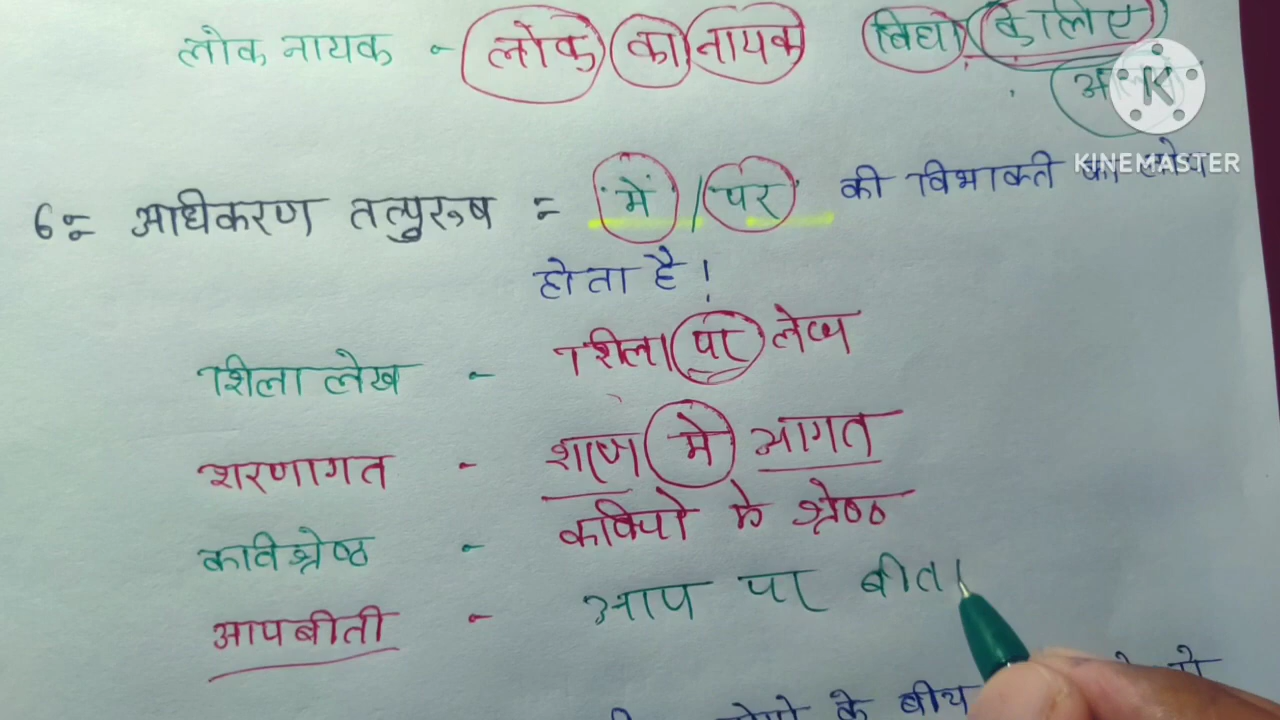 लोक नायक - लोक का नायक विद्या के लिए
KINEMASTER
6:- अधिकरण तत्पुरुष = में / पर की विभक्ति का लोप
होता है।
शिला लेख - शिला पर लेख
शरणागत - शरण में आगत
कविश्रेष्ठ - कवियो मे श्रेष्ठ
आपबीती - आप पर बीत
के बीच